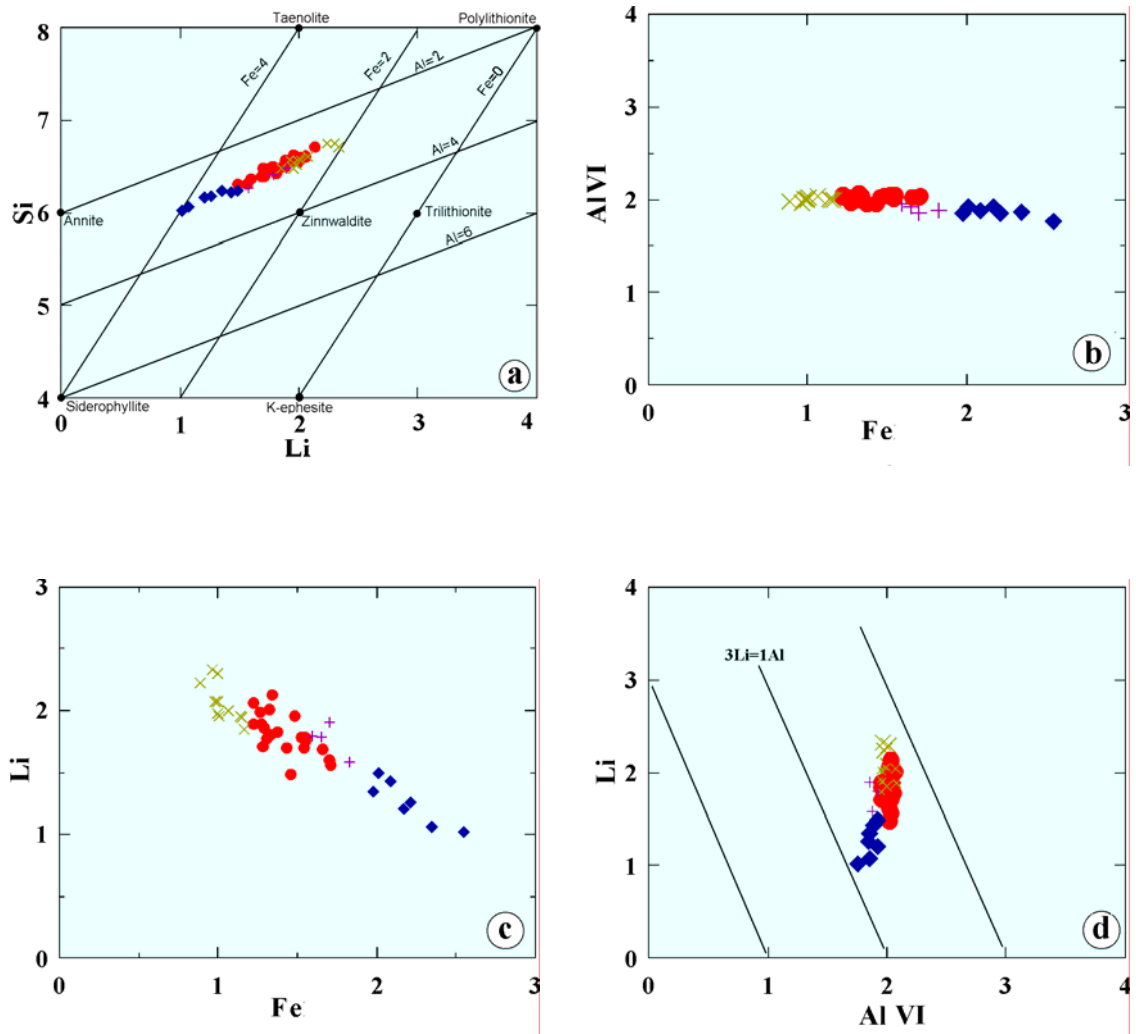 Taenolite
Polylithionite
8
Fe=4
Fe=2
Al=2
Fe=0
7
Al=4
Si
6
Annite
Zinnwaldite
Trilithionite
Al=6
5
a
4
Siderophyllite
K-ephesite
0
1
2
3
4
Li
4
3
Al VI
2
1
b
0
0
1
2
3
Fe
3
2
Li
1
c
0
0
1
2
3
Fe
4
3Li=1Al
3
Li
2
1
d
0
0
1
2
3
4
Al VI